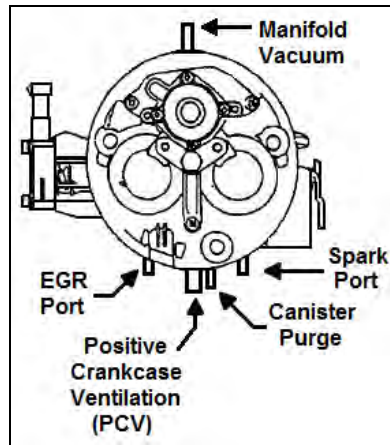 Manifold
Vacuum
EGR
Port
Spark
Port
Canister
Purge
Positive
Crankcase
Ventilation
(PCV)